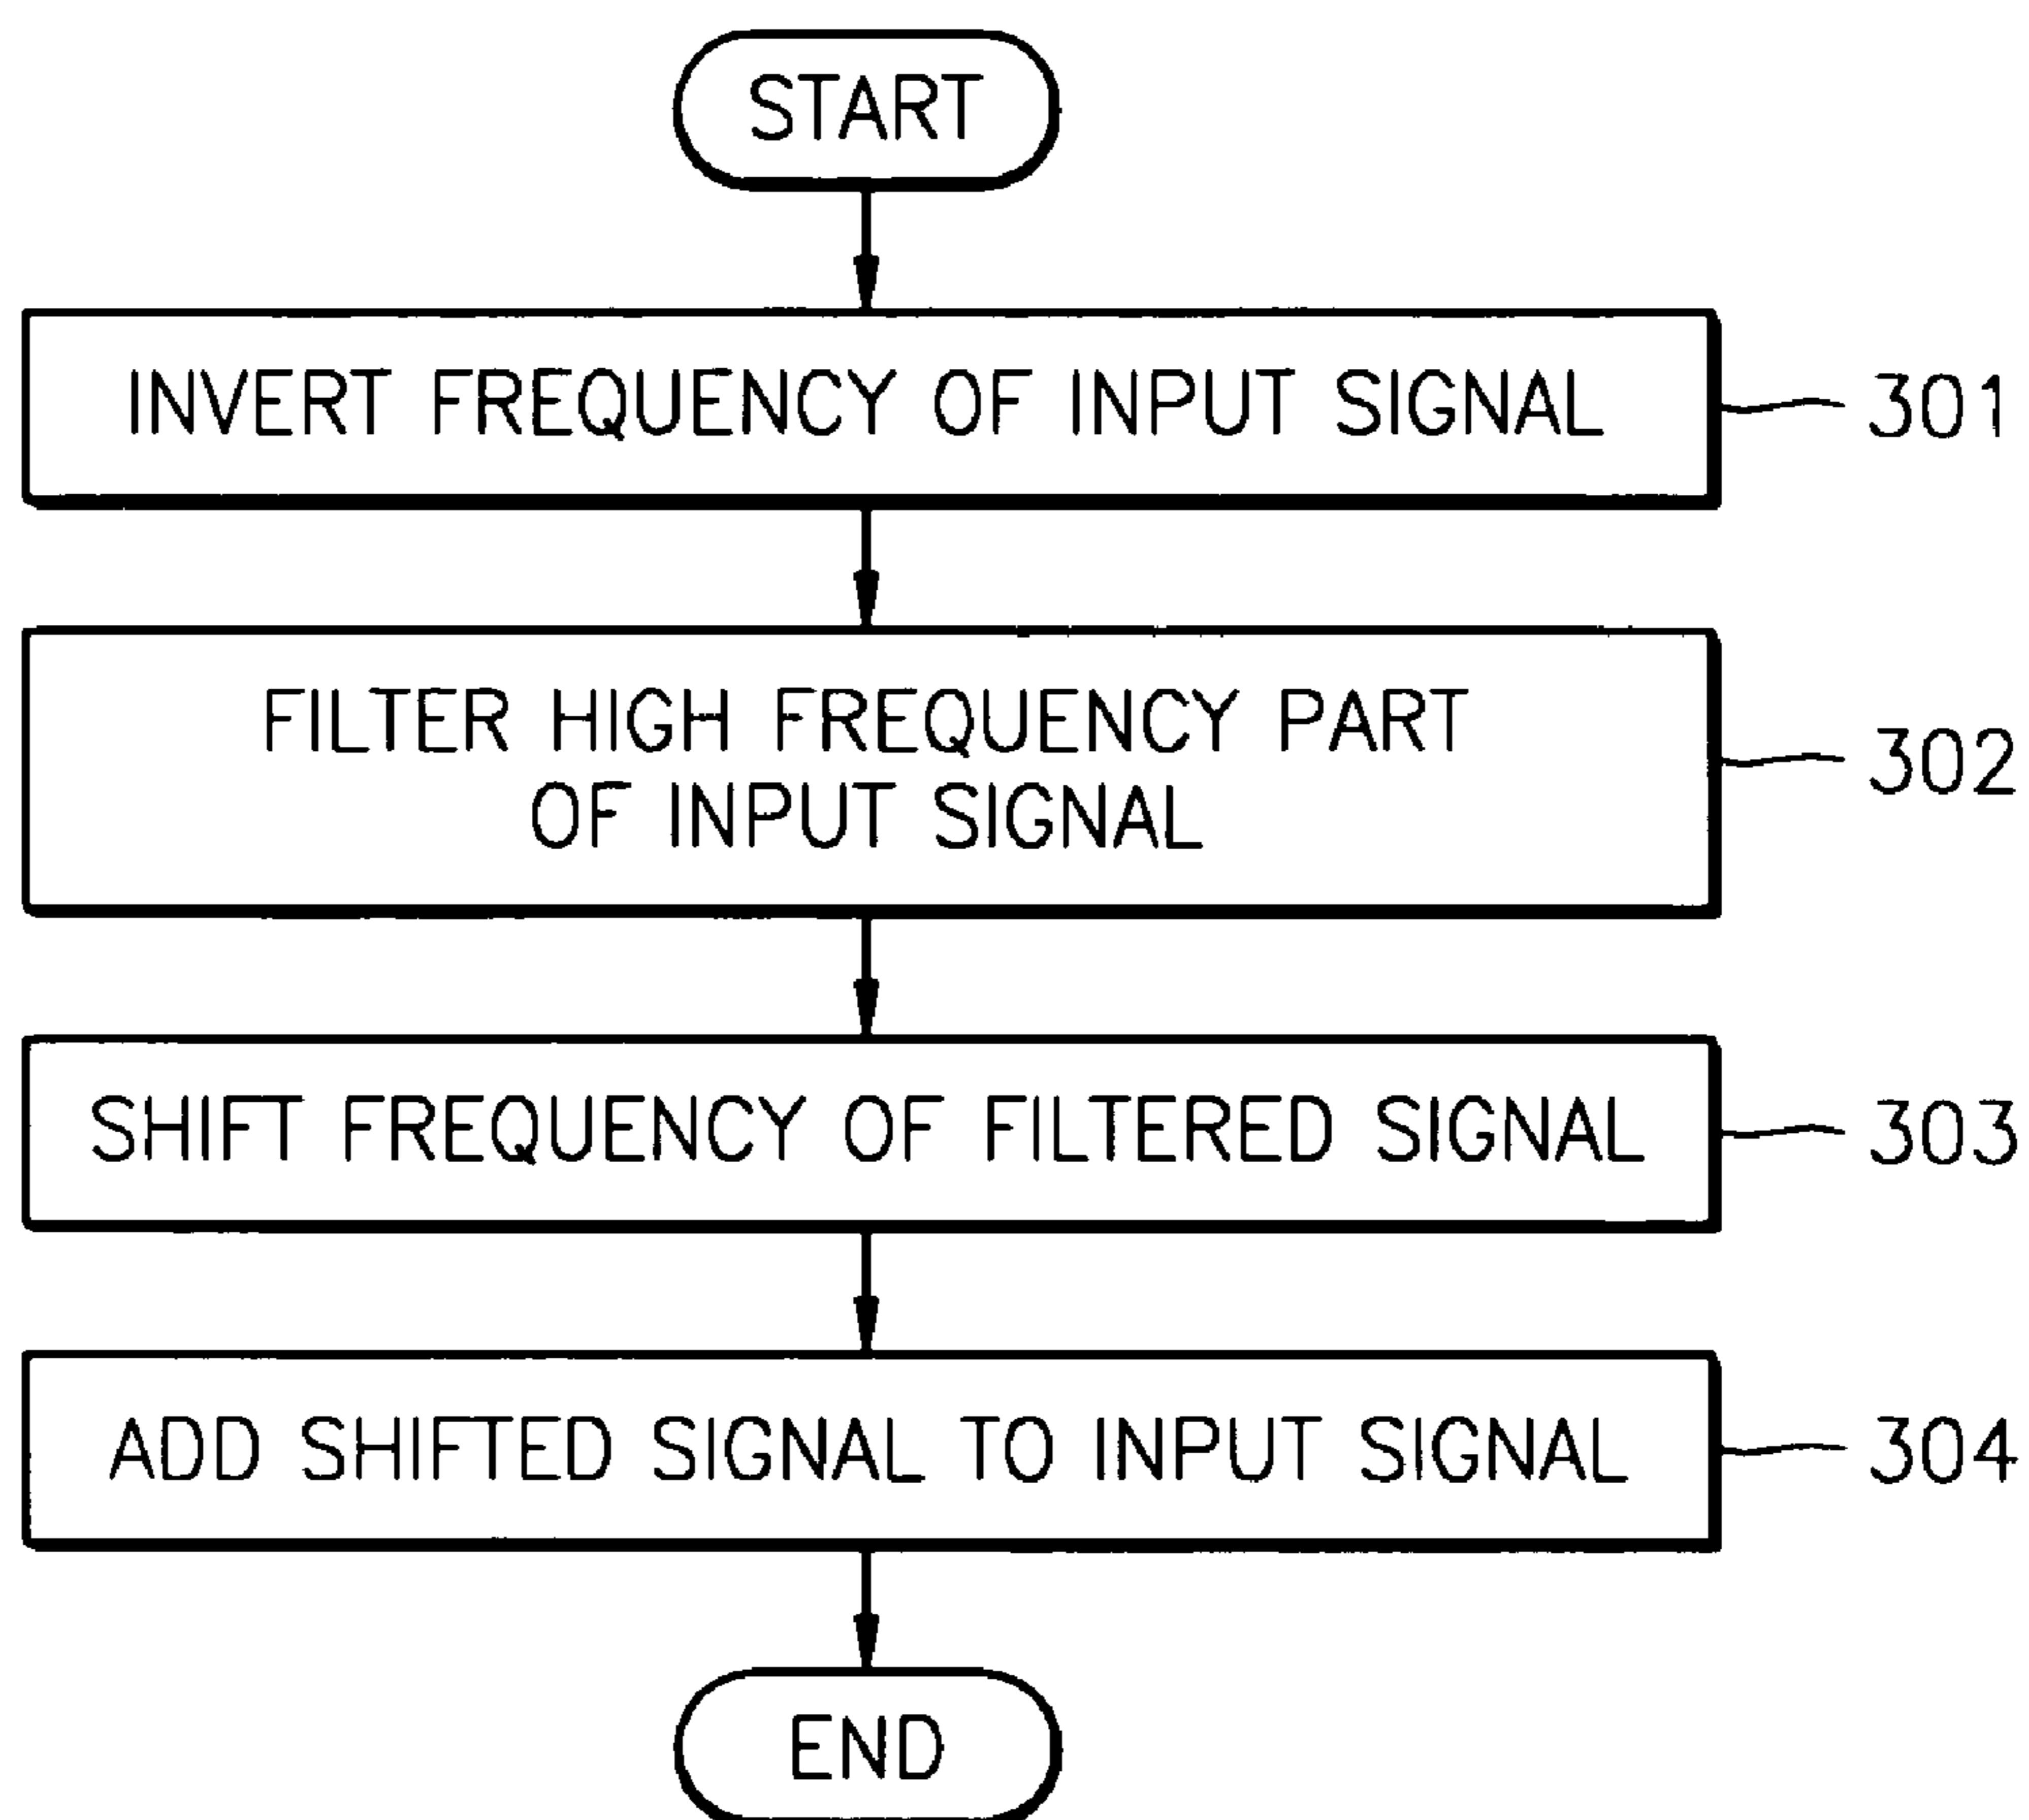 START
INVERT FREQUENCY OF INPUT SIGNAL
301
FILTER HIGH FREQUENCY PART
OF INPUT SIGNAL
302
SHIFT FREQUENCY OF FILTERED SIGNAL
303
ADD SHIFTED SIGNAL TO INPUT SIGNAL
304
END